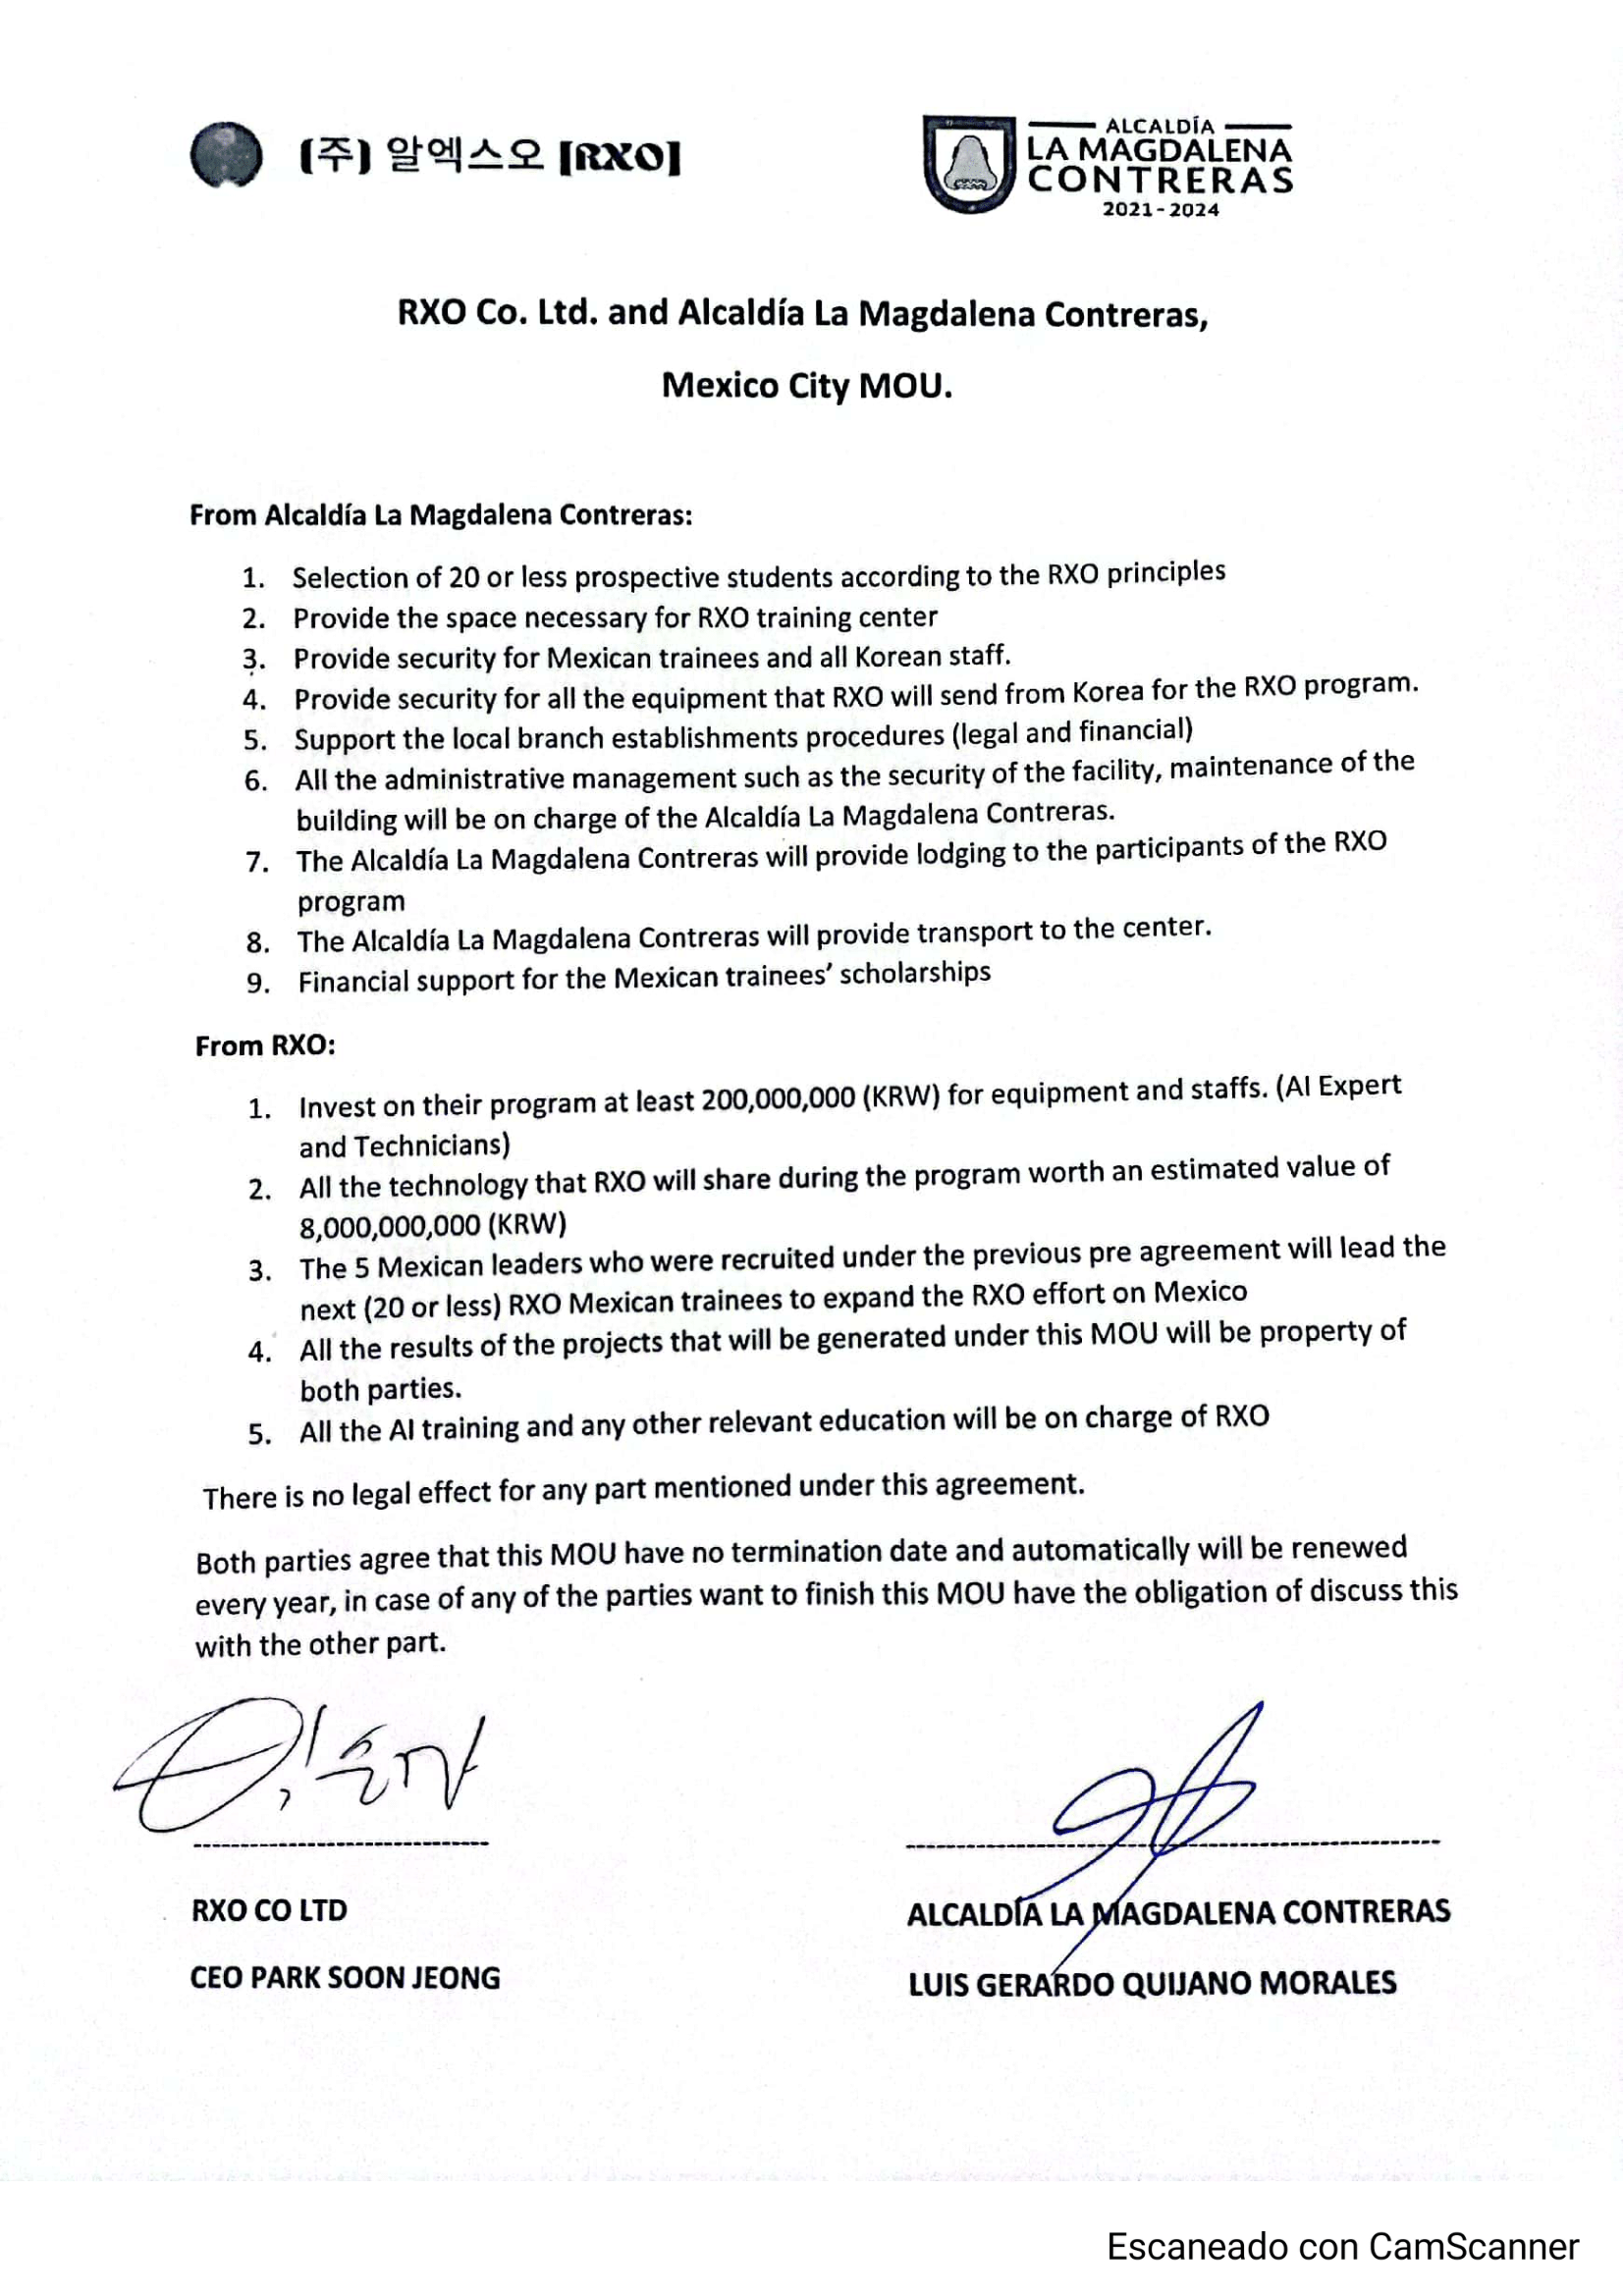 (주) 알엑스오 [RXO]
ALCALDÍA
LA MAGDALENA
CONTRERAS
2021-2024
RXO Co. Ltd. and Alcaldía La Magdalena Contreras,
Mexico City MOU.
From Alcaldía La Magdalena Contreras:
1. Selection of 20 or less prospective students according to the RXO principles
2. Provide the space necessary for RXO training center
3. Provide security for Mexican trainees and all Korean staff.
4. Provide security for all the equipment that RXO will send from Korea for the RXO program.
5. Support the local branch establishments procedures (legal and financial)
6. All the administrative management such as the security of the facility, maintenance of the
building will be on charge of the Alcaldía La Magdalena Contreras.
7. The Alcaldía La Magdalena Contreras will provide lodging to the participants of the RXO
program
8. The Alcaldía La Magdalena Contreras will provide transport to the center.
9. Financial support for the Mexican trainees' scholarships
From RXO:
1. Invest on their program at least 200,000,000 (KRW) for equipment and staffs. (AI Expert
and Technicians)
2. All the technology that RXO will share during the program worth an estimated value of
8,000,000,000 (KRW)
3. The 5 Mexican leaders who were recruited under the previous pre agreement will lead the
next (20 or less) RXO Mexican trainees to expand the RXO effort on Mexico
4. All the results of the projects that will be generated under this MOU will be property of
both parties.
5. All the AI training and any other relevant education will be on charge of RXO
There is no legal effect for any part mentioned under this agreement.
Both parties agree that this MOU have no termination date and automatically will be renewed
every year, in case of any of the parties want to finish this MOU have the obligation of discuss this
with the other part.
RXO CO LTD
ALCALDÍA LA MAGDALENA CONTRERAS
CEO PARK SOON JEONG
LUIS GERARDO QUIJANO MORALES
Escaneado con CamScanner